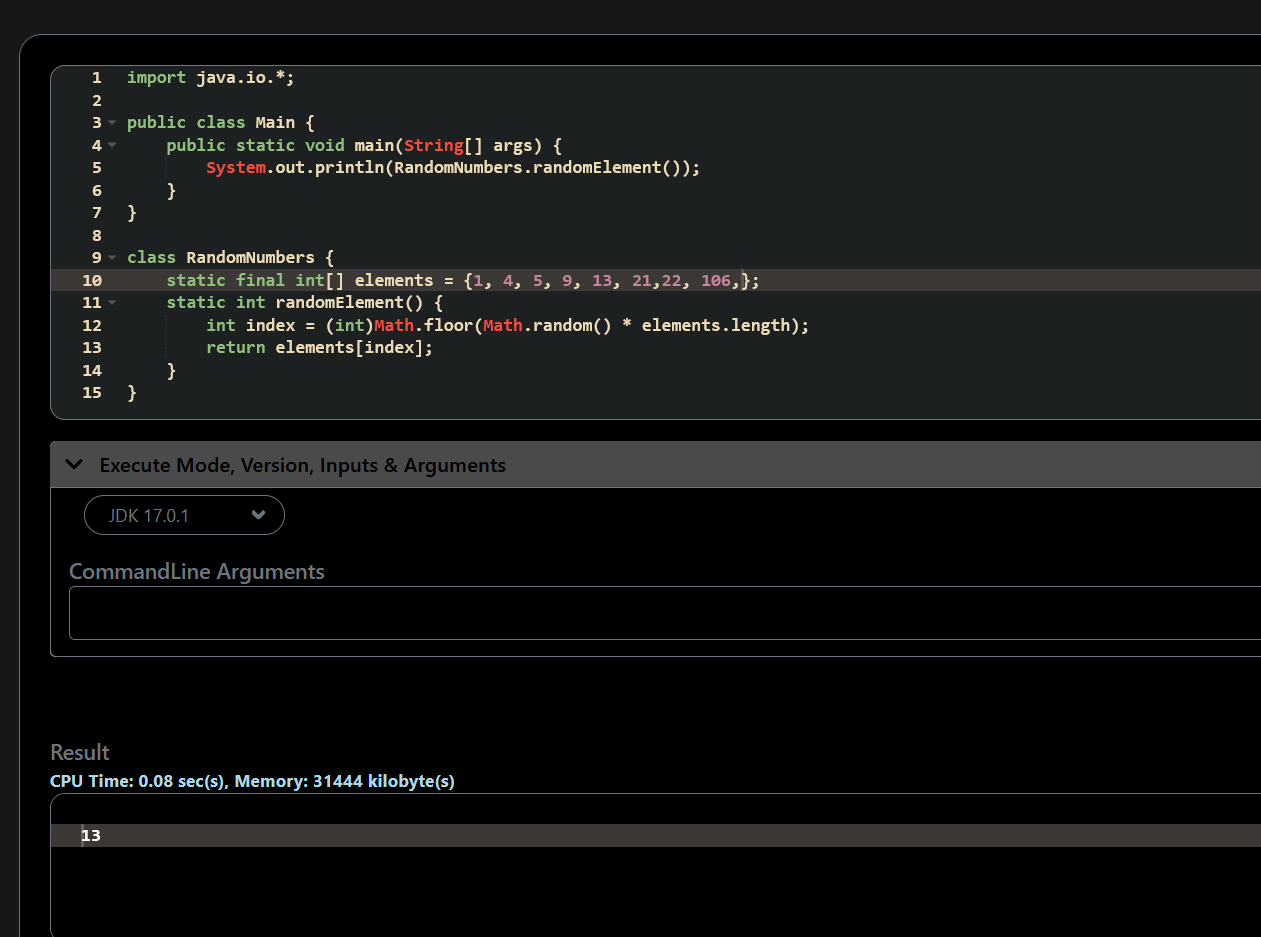 1 import java.io.*;
2
3 public class Main {
4     public static void main(String[] args) {
5         System.out.println(RandomNumbers.randomElement());
6     }
7 }
8
9 class RandomNumbers {
10     static final int[] elements = {1, 4, 5, 9, 13, 21,22, 106,};
11     static int randomElement() {
12         int index = (int)Math.floor(Math.random() * elements.length);
13         return elements[index];
14     }
15 }
Execute Mode, Version, Inputs & Arguments
JDK 17.0.1
CommandLine Arguments
Result
CPU Time: 0.08 sec(s), Memory: 31444 kilobyte(s)
13